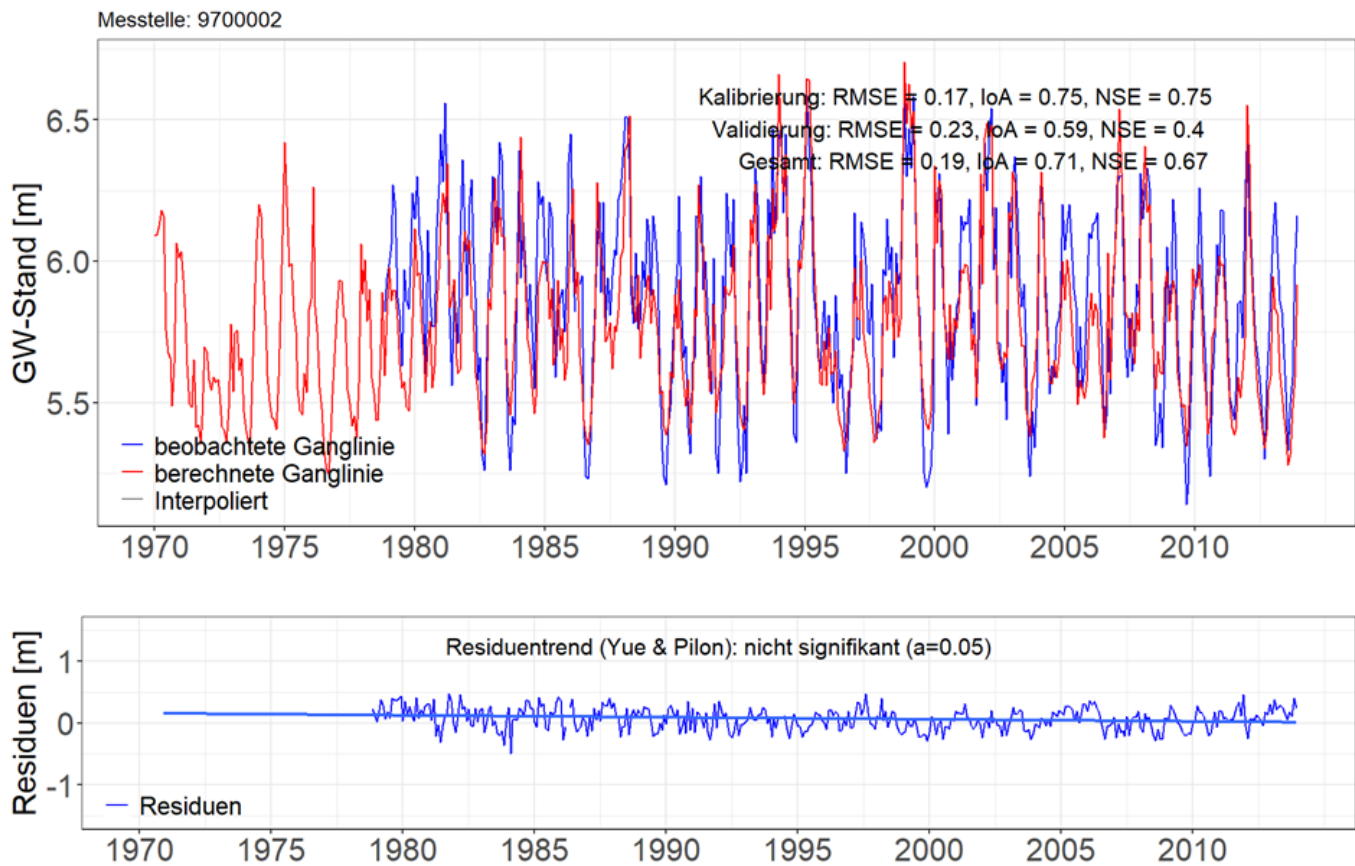 Messtelle: 9700002
Kalibrierung: RMSE = 0.17, IoA = 0.75, NSE = 0.75
Validierung: RMSE = 0.23, IoA = 0.59, NSE = 0.4
Gesamt: RMSE = 0.19, IoA = 0.71, NSE = 0.67
GW-Stand [m]
6.5
6.0
5.5
beobachtete Ganglinie
berechnete Ganglinie
Interpoliert
1970 1975 1980 1985 1990 1995 2000 2005 2010
Residuentrend (Yue & Pilon): nicht signifikant (a=0.05)
Residuen [m]
1
0
-1
Residuen
1970 1975 1980 1985 1990 1995 2000 2005 2010